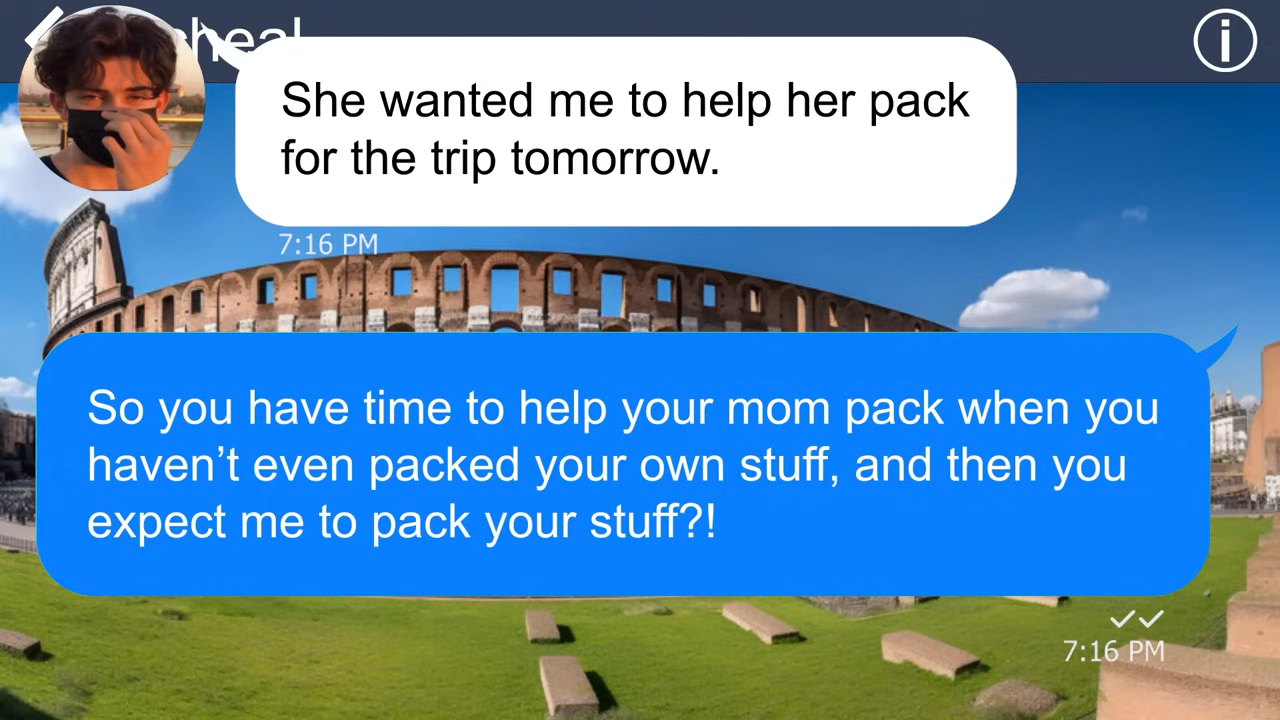 She wanted me to help her pack
for the trip tomorrow.
7:16 PM
So you have time to help your mom pack when you
haven’t even packed your own stuff, and then you
expect me to pack your stuff?!
7:16 PM